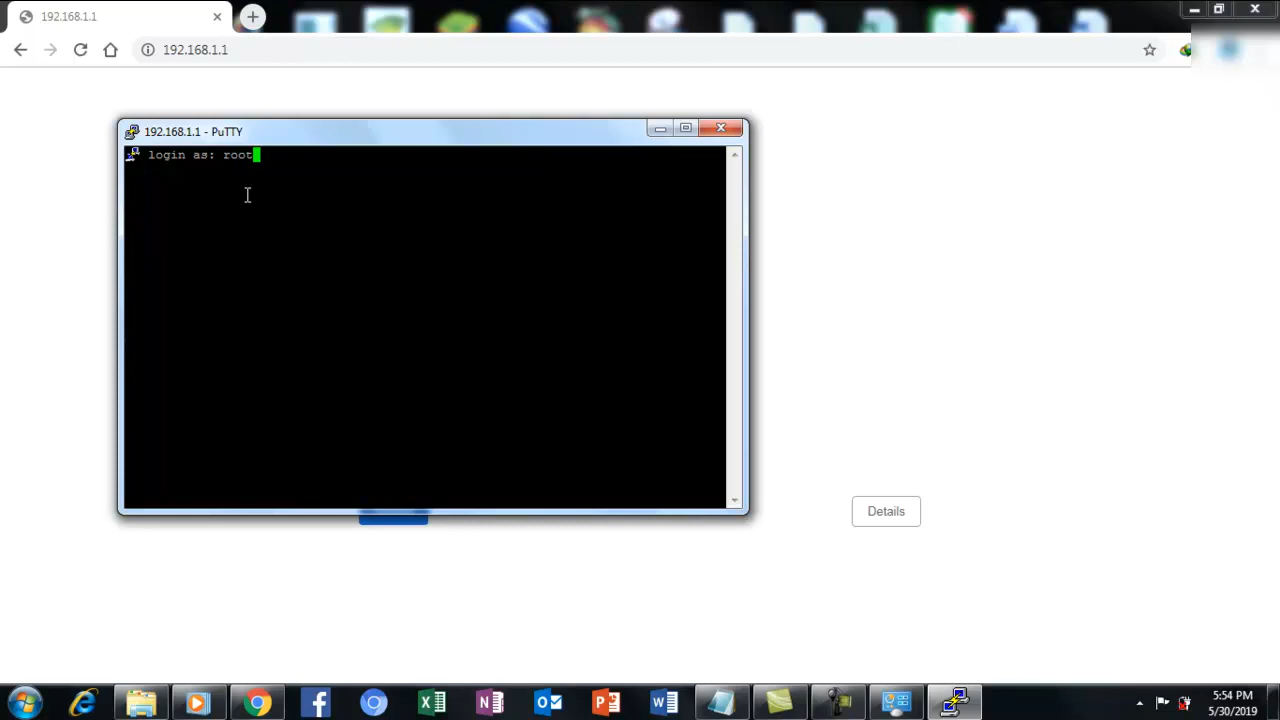 192.168.1.1
192.168.1.1
192.168.1.1 - PuTTY
login as: root
Details
5:54 PM
5/30/2019